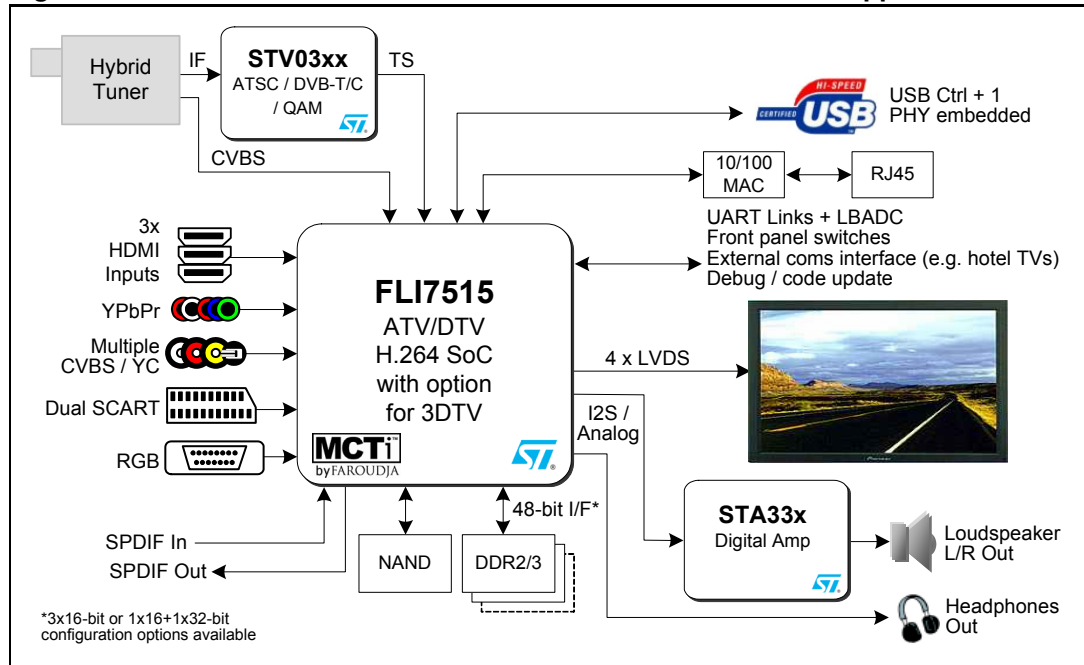 Hybrid
Tuner
IF
STV03xx
ATSC / DVB-T/C
/ QAM
TS
CVBS
HI-SPEED
CERTIFIED USB
USB Ctrl + 1
PHY embedded
10/100
MAC
RJ45
UART Links + LBADC
Front panel switches
External coms interface (e.g. hotel TVs)
Debug / code update
3x
HDMI
Inputs
YPbPr
Multiple
CVBS / YC
Dual SCART
RGB
FLI7515
ATV/DTV
H.264 SoC
with option
for 3DTV
MCTi™
by FAROUDJA
4 x LVDS
I2S /
Analog
48-bit I/F*
SPDIF In
SPDIF Out
NAND
DDR2/3
STA33x
Digital Amp
Loudspeaker
L/R Out
Headphones
Out
*3x16-bit or 1x16+1x32-bit
configuration options available